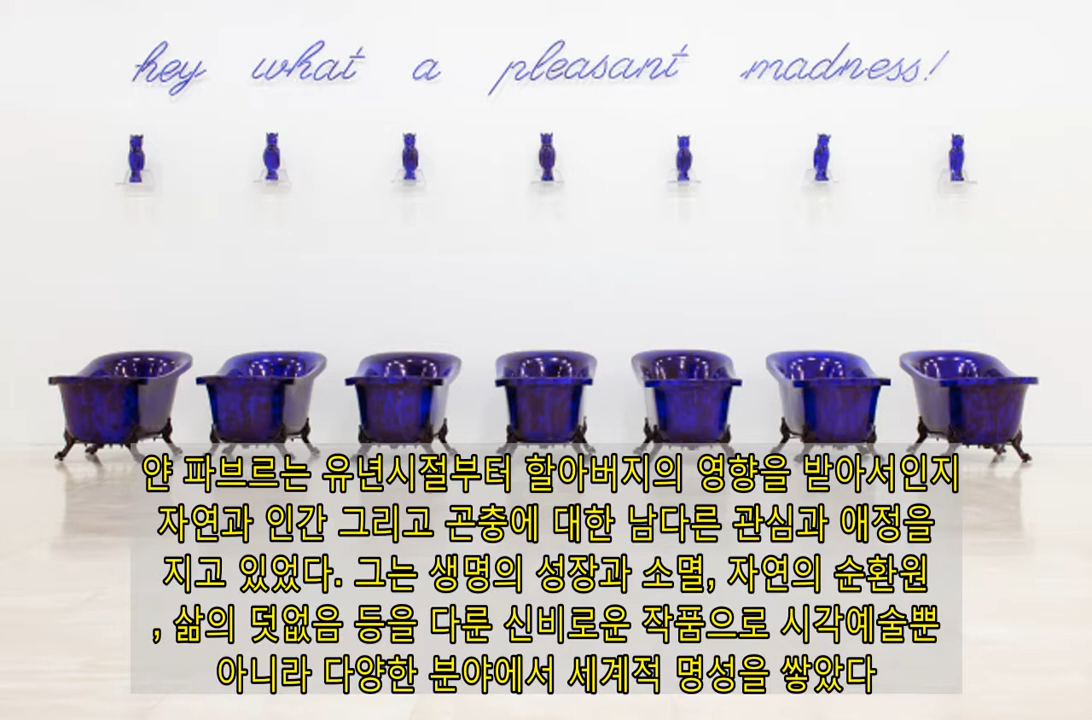 hey what a pleasant madness!
얀 파브르는 유년시절부터 할아버지의 영향을 받아서인지
자연과 인간 그리고 곤충에 대한 남다른 관심과 애정을
지고 있었다. 그는 생명의 성장과 소멸, 자연의 순환원
, 삶의 덧없음 등을 다룬 신비로운 작품으로 시각예술뿐
아니라 다양한 분야에서 세계적 명성을 쌓았다